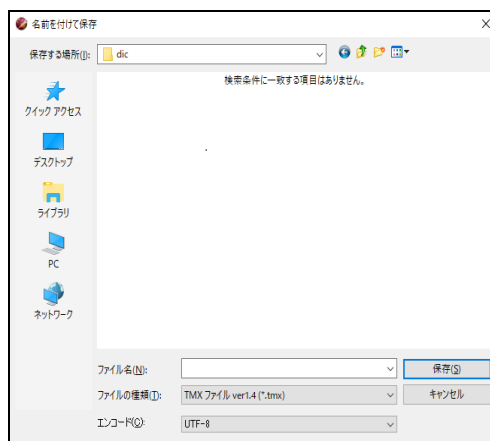 名前を付けて保存
保存する場所(I): dic
検索条件に一致する項目はありません。
クイック アクセス
デスクトップ
ライブラリ
PC
ネットワーク
ファイル名(N): 保存(S)
ファイルの種類(T): TMX ファイル ver1.4 (*.tmx) キャンセル
エンコード(O): UTF-8